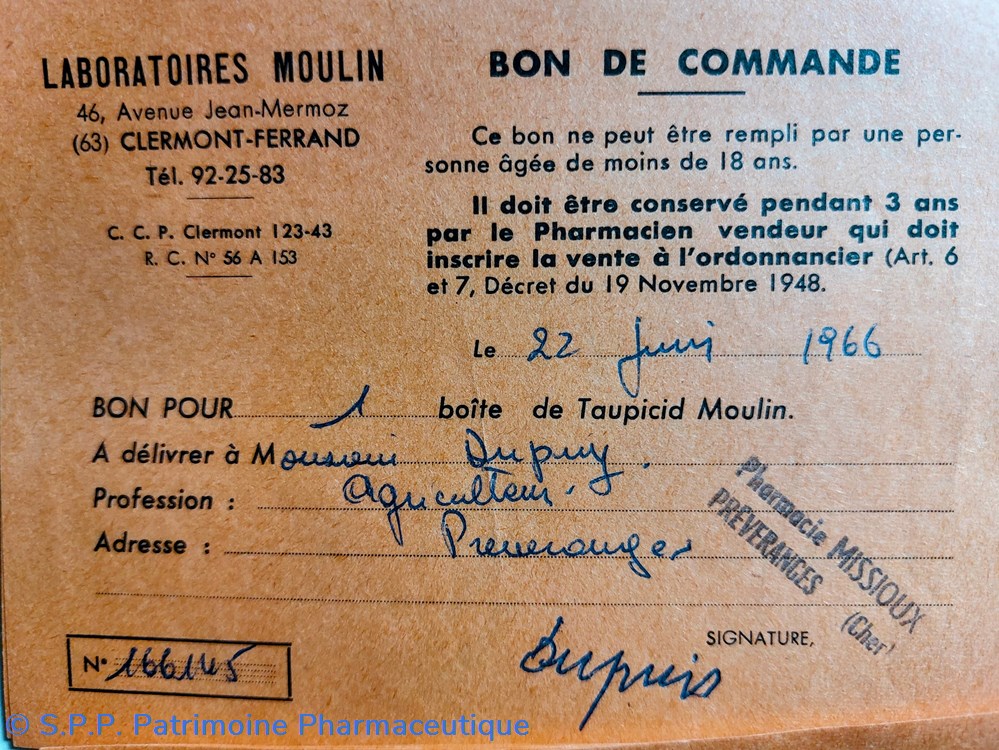 LABORATOIRES MOULIN
46, Avenue Jean-Mermoz
(63) CLERMONT-FERRAND
Tél. 92-25-83
C. C. P. Clermont 123-43
R. C. N° 56 A 153
BON DE COMMANDE
Ce bon ne peut être rempli par une per-
sonne âgée de moins de 18 ans.
Il doit être conservé pendant 3 ans
par le Pharmacien vendeur qui doit
inscrire la vente à l'ordonnancier (Art. 6
et 7, Décret du 19 Novembre 1948.
Le 22 Juin 1966
BON POUR 1 boîte de Taupicid Moulin.
A délivrer à Monsieur Dupuy.
Profession : Agriculteur.
Adresse : Preveranges
Pharmacie MISSIOUX
PRÉVERANGES (Cher)
SIGNATURE,
Dupuis
N° 166145
© S.P.P. Patrimoine Pharmaceutique